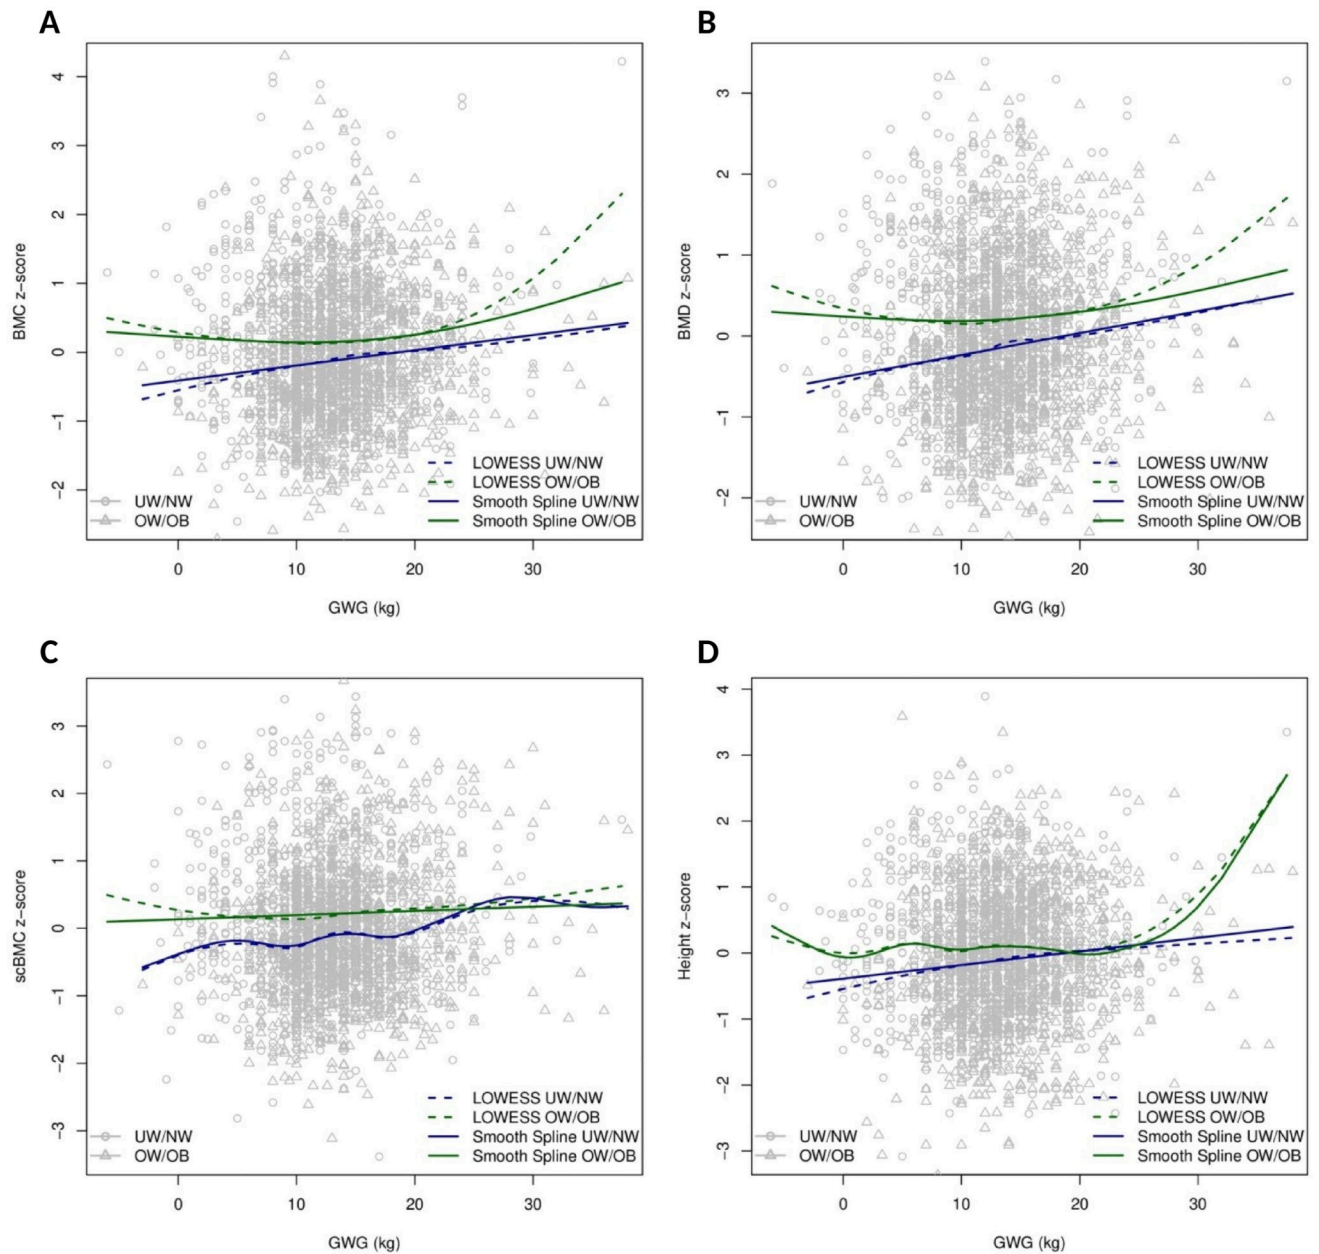 A
BMC z−score
4
3
2
1
0
−1
−2
UW/NW
OW/OB
LOWESS UW/NW
LOWESS OW/OB
Smooth Spline UW/NW
Smooth Spline OW/OB
0 10 20 30
GWG (kg)
B
BMD z−score
3
2
1
0
−1
−2
UW/NW
OW/OB
LOWESS UW/NW
LOWESS OW/OB
Smooth Spline UW/NW
Smooth Spline OW/OB
0 10 20 30
GWG (kg)
C
scBMC z−score
3
2
1
0
−1
−2
−3
UW/NW
OW/OB
LOWESS UW/NW
LOWESS OW/OB
Smooth Spline UW/NW
Smooth Spline OW/OB
0 10 20 30
GWG (kg)
D
Height z−score
4
3
2
1
0
−1
−2
−3
UW/NW
OW/OB
LOWESS UW/NW
LOWESS OW/OB
Smooth Spline UW/NW
Smooth Spline OW/OB
0 10 20 30
GWG (kg)